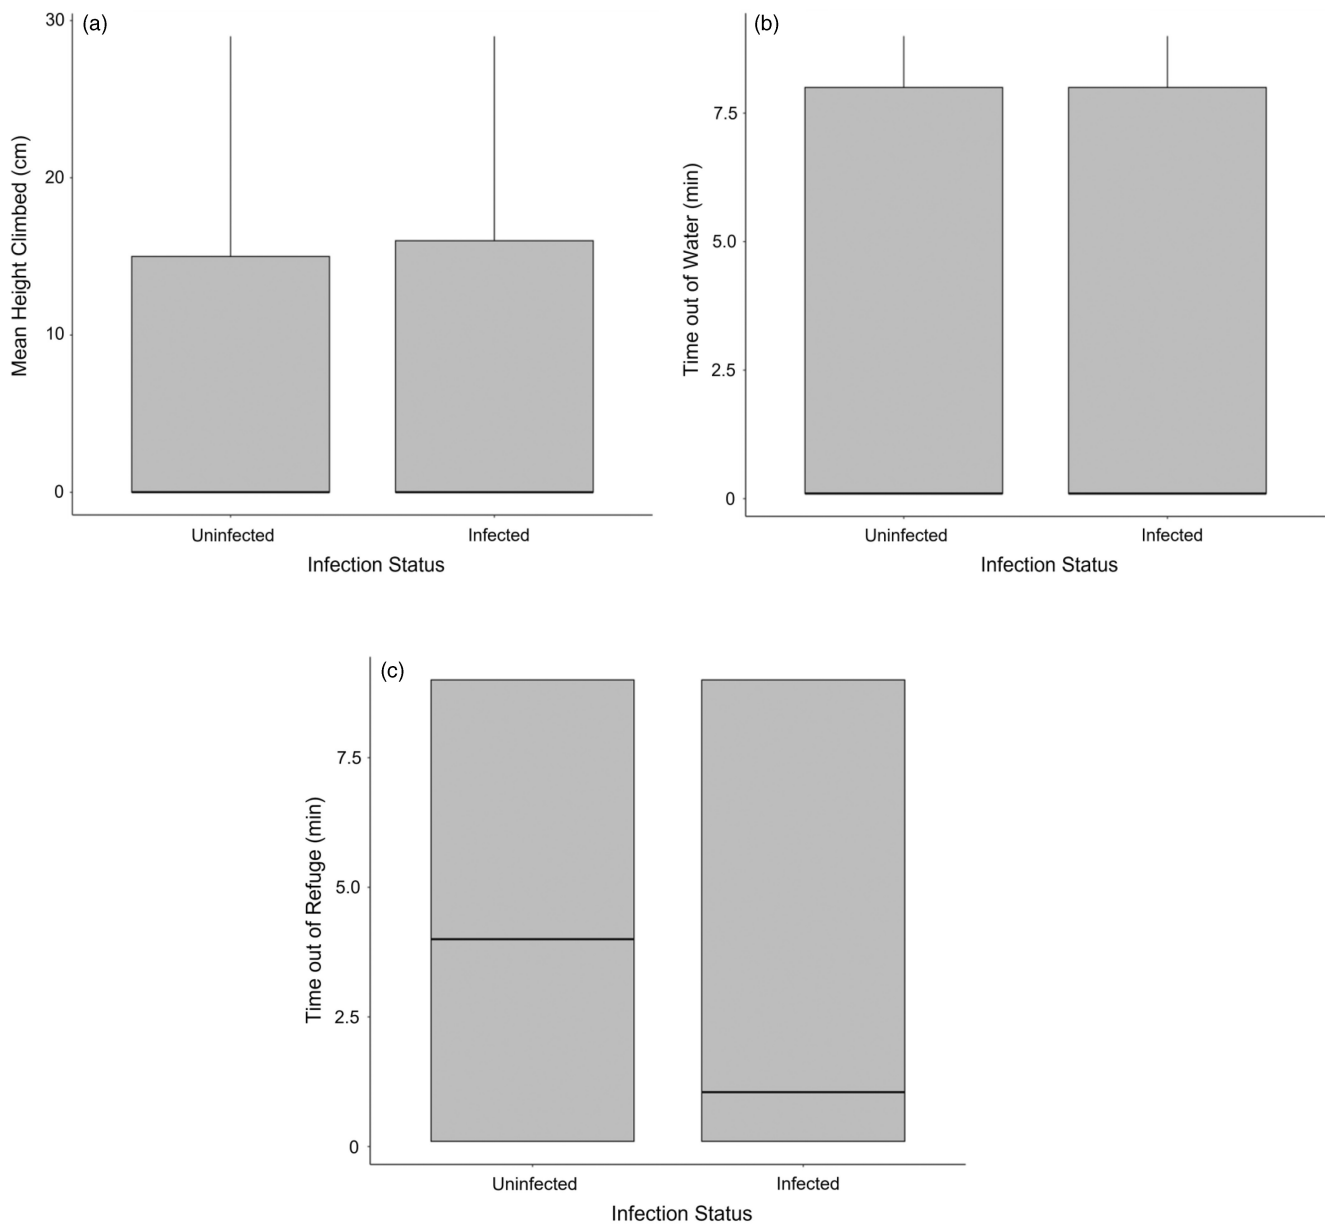 (a)
Mean Height Climbed (cm)
30
20
10
0
Uninfected Infected
Infection Status
(b)
Time out of Water (min)
7.5
5.0
2.5
0
Uninfected Infected
Infection Status
(c)
Time out of Refuge (min)
7.5
5.0
2.5
0
Uninfected Infected
Infection Status